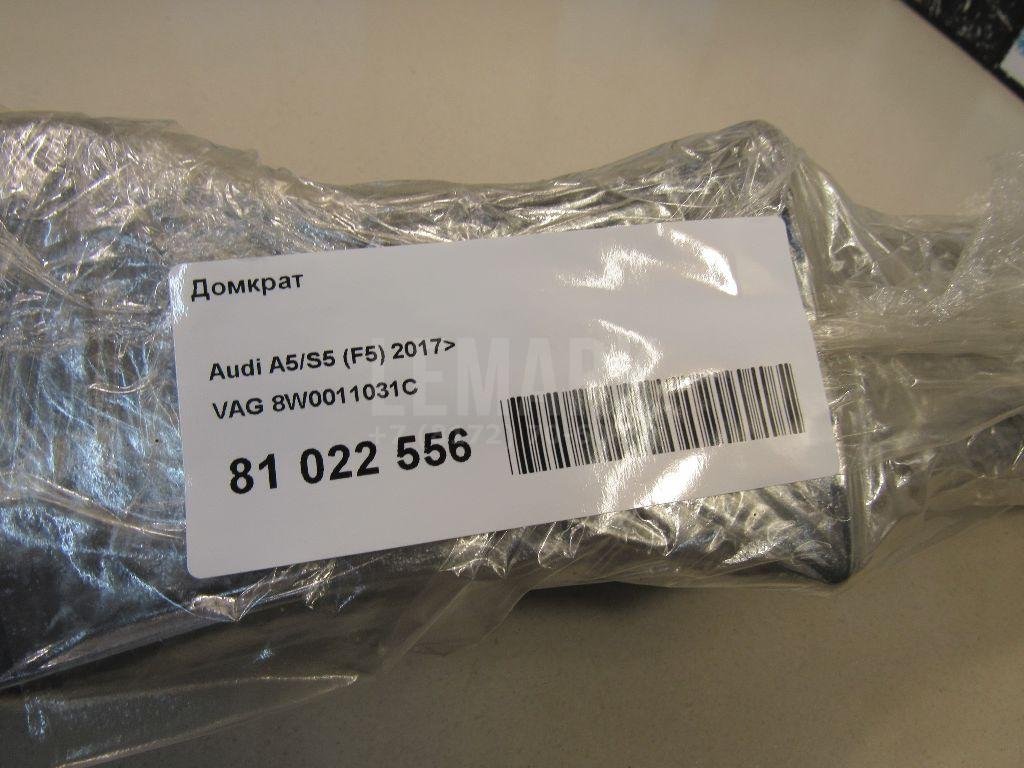 Домкрат
Audi A5/S5 (F5) 2017>
VAG 8W0011031C
81 022 556